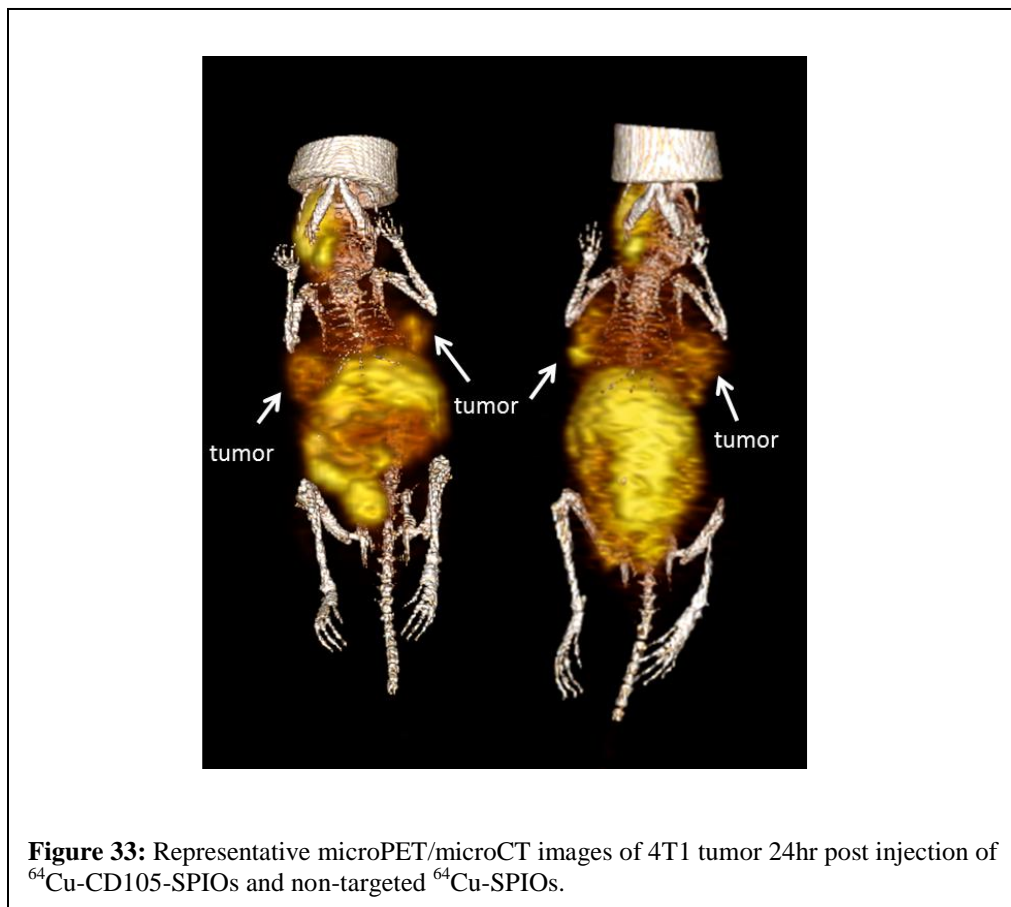 tumor
tumor
tumor
tumor
Figure 33: Representative microPET/microCT images of 4T1 tumor 24hr post injection of
⁶⁴Cu-CD105-SPIOs and non-targeted ⁶⁴Cu-SPIOs.